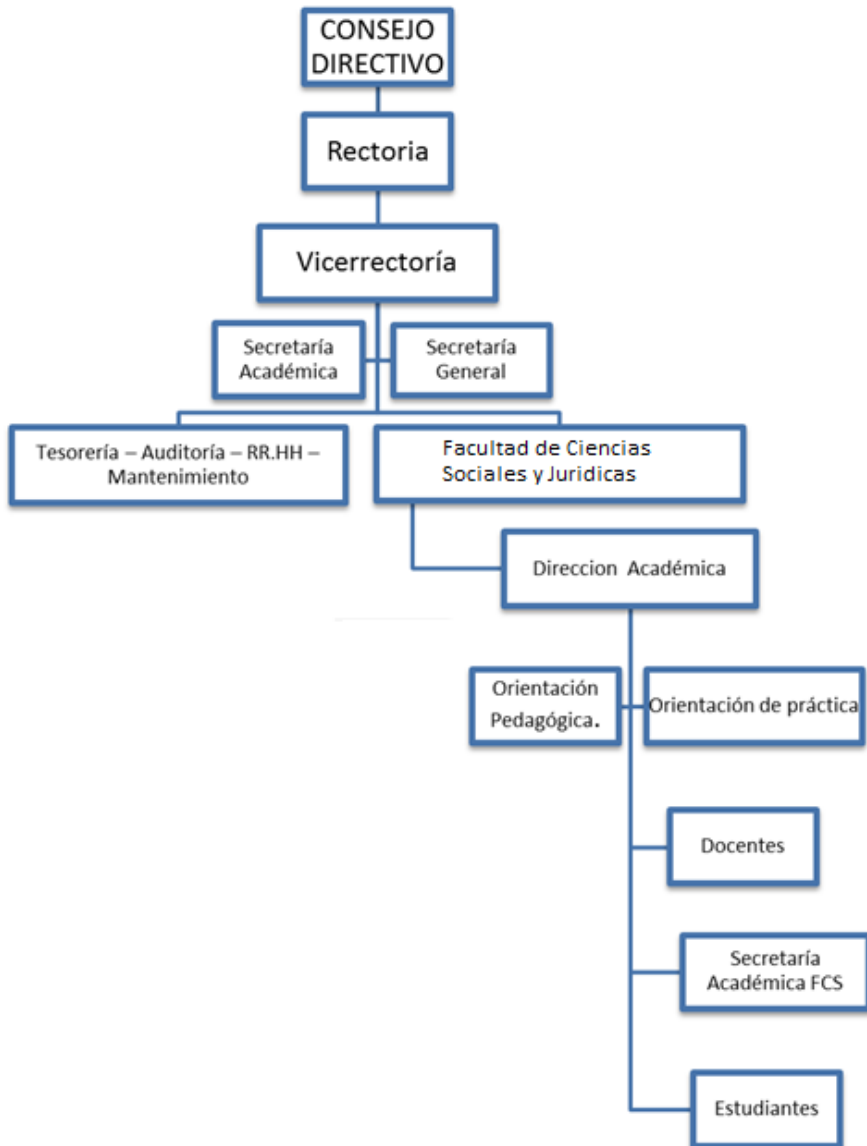 CONSEJO
DIRECTIVO
Rectoria
Vicerrectoría
Secretaría
Académica
Secretaría
General
Tesorería – Auditoría – RR.HH –
Mantenimiento
Facultad de Ciencias
Sociales y Juridicas
Direccion Académica
Orientación
Pedagógica.
Orientación de práctica
Docentes
Secretaría
Académica FCS
Estudiantes